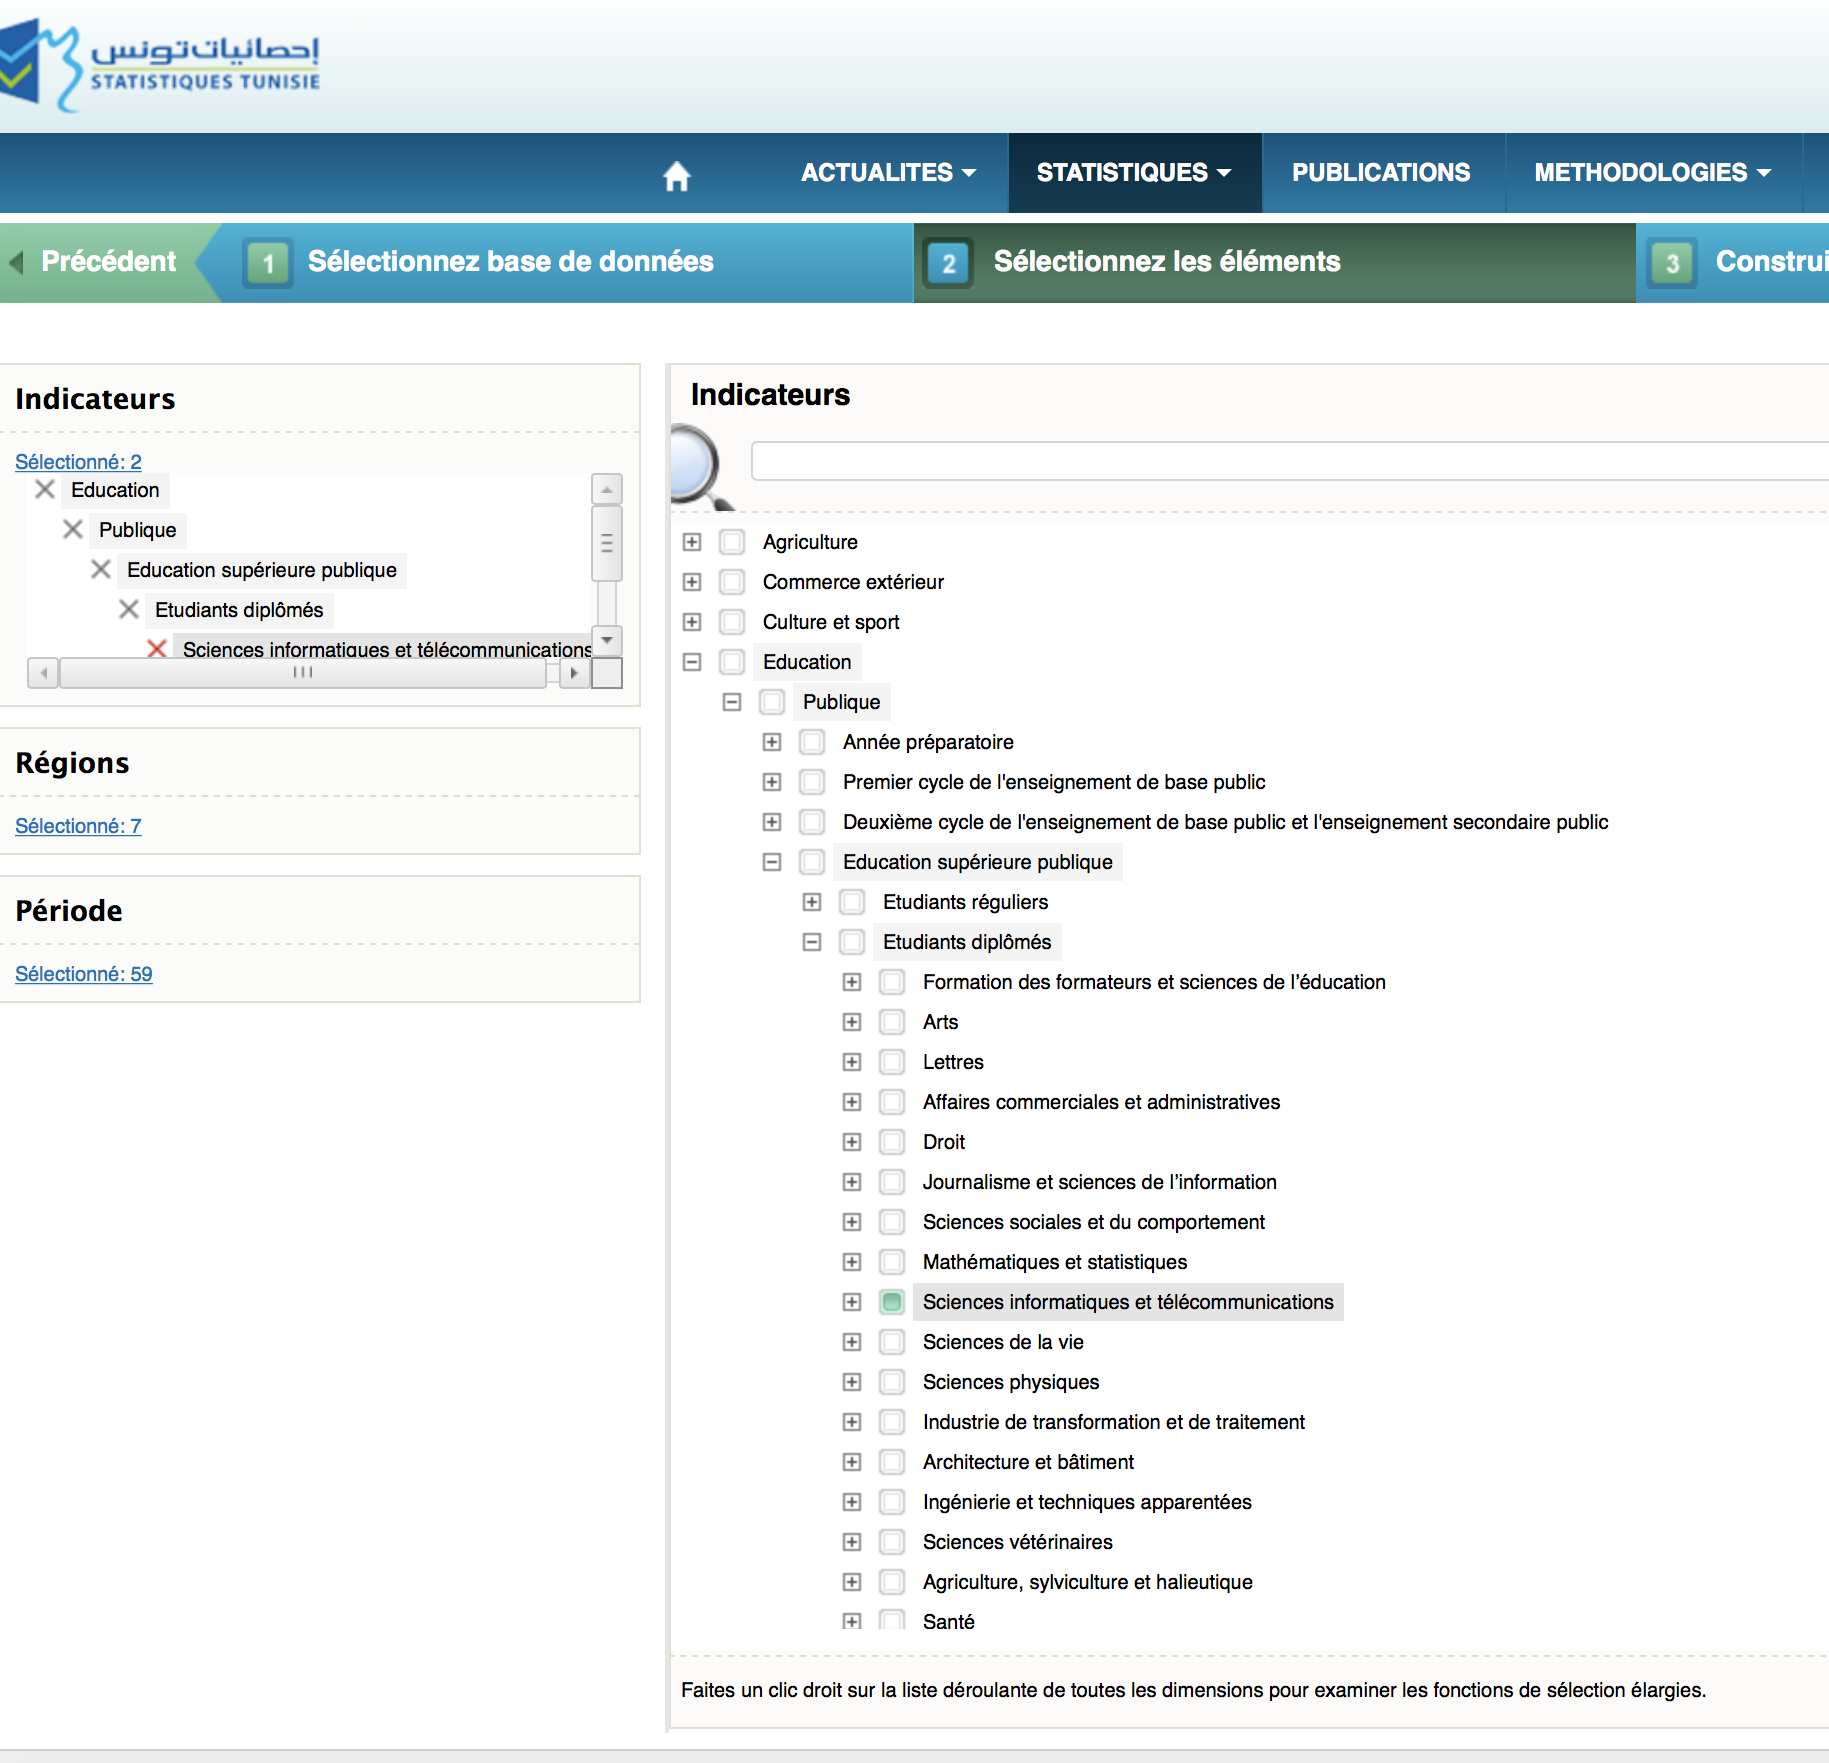 إحصائيات تونس
STATISTIQUES TUNISIE
ACTUALITES
STATISTIQUES
PUBLICATIONS
METHODOLOGIES
Précédent
1 Sélectionnez base de données
2 Sélectionnez les éléments
3 Construi
Indicateurs
Sélectionné: 2
Education
Publique
Education supérieure publique
Etudiants diplômés
Sciences informatiques et télécommunications
Régions
Sélectionné: 7
Période
Sélectionné: 59
Indicateurs
Agriculture
Commerce extérieur
Culture et sport
Education
Publique
Année préparatoire
Premier cycle de l'enseignement de base public
Deuxième cycle de l'enseignement de base public et l'enseignement secondaire public
Education supérieure publique
Etudiants réguliers
Etudiants diplômés
Formation des formateurs et sciences de l’éducation
Arts
Lettres
Affaires commerciales et administratives
Droit
Journalisme et sciences de l’information
Sciences sociales et du comportement
Mathématiques et statistiques
Sciences informatiques et télécommunications
Sciences de la vie
Sciences physiques
Industrie de transformation et de traitement
Architecture et bâtiment
Ingénierie et techniques apparentées
Sciences vétérinaires
Agriculture, sylviculture et halieutique
Santé
Faites un clic droit sur la liste déroulante de toutes les dimensions pour examiner les fonctions de sélection élargies.